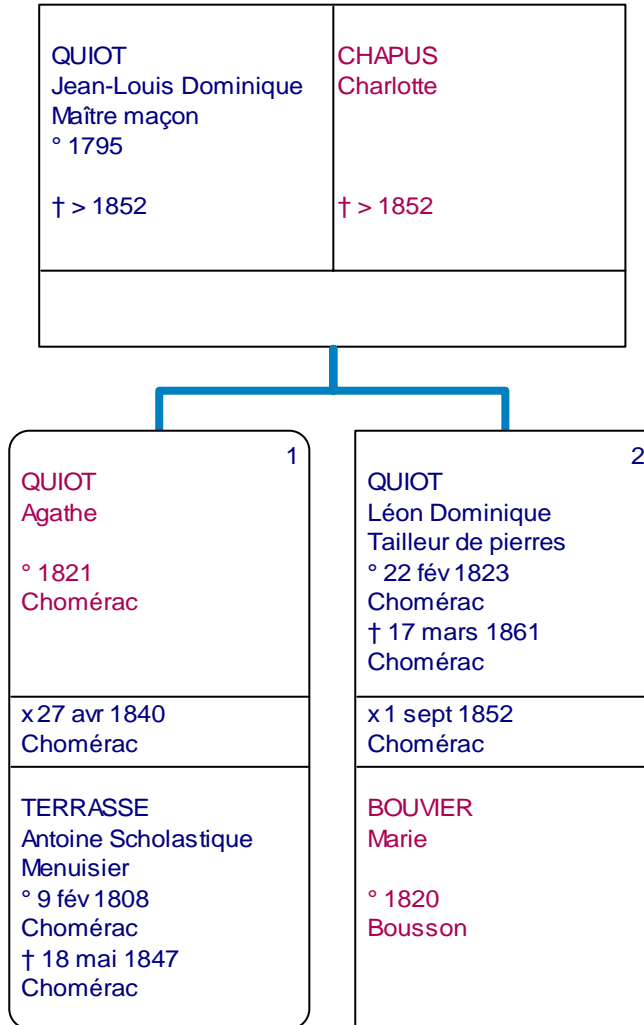 QUIOT
Jean-Louis Dominique
Maître maçon
° 1795
† > 1852
CHAPUS
Charlotte
† > 1852
1
QUIOT
Agathe
° 1821
Chomérac
x 27 avr 1840
Chomérac
TERRASSE
Antoine Scholastique
Menuisier
° 9 fév 1808
Chomérac
† 18 mai 1847
Chomérac
2
QUIOT
Léon Dominique
Tailleur de pierres
° 22 fév 1823
Chomérac
† 17 mars 1861
Chomérac
x 1 sept 1852
Chomérac
BOUVIER
Marie
° 1820
Bousson